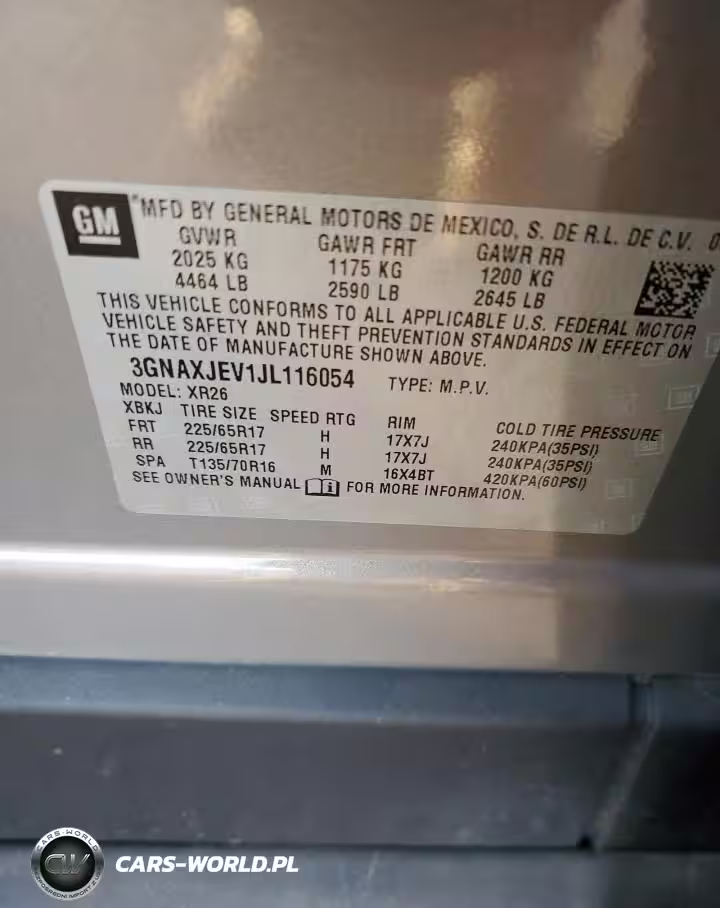 GM
MFD BY GENERAL MOTORS DE MEXICO, S. DE R.L. DE C.V. 0
GVWR GAWR FRT GAWR RR
2025 KG 1175 KG 1200 KG
4464 LB 2590 LB 2645 LB
THIS VEHICLE CONFORMS TO ALL APPLICABLE U.S. FEDERAL MOTOR
VEHICLE SAFETY AND THEFT PREVENTION STANDARDS IN EFFECT ON
THE DATE OF MANUFACTURE SHOWN ABOVE.
3GNAXJEV1JL116054 TYPE: M.P.V.
MODEL: XR26
XBKJ TIRE SIZE SPEED RTG RIM COLD TIRE PRESSURE
FRT 225/65R17 H 17X7J 240KPA(35PSI)
RR 225/65R17 H 17X7J 240KPA(35PSI)
SPA T135/70R16 M 16X4BT 420KPA(60PSI)
SEE OWNER'S MANUAL FOR MORE INFORMATION.
CARS-WORLD
CW
CARS-WORLD.PL